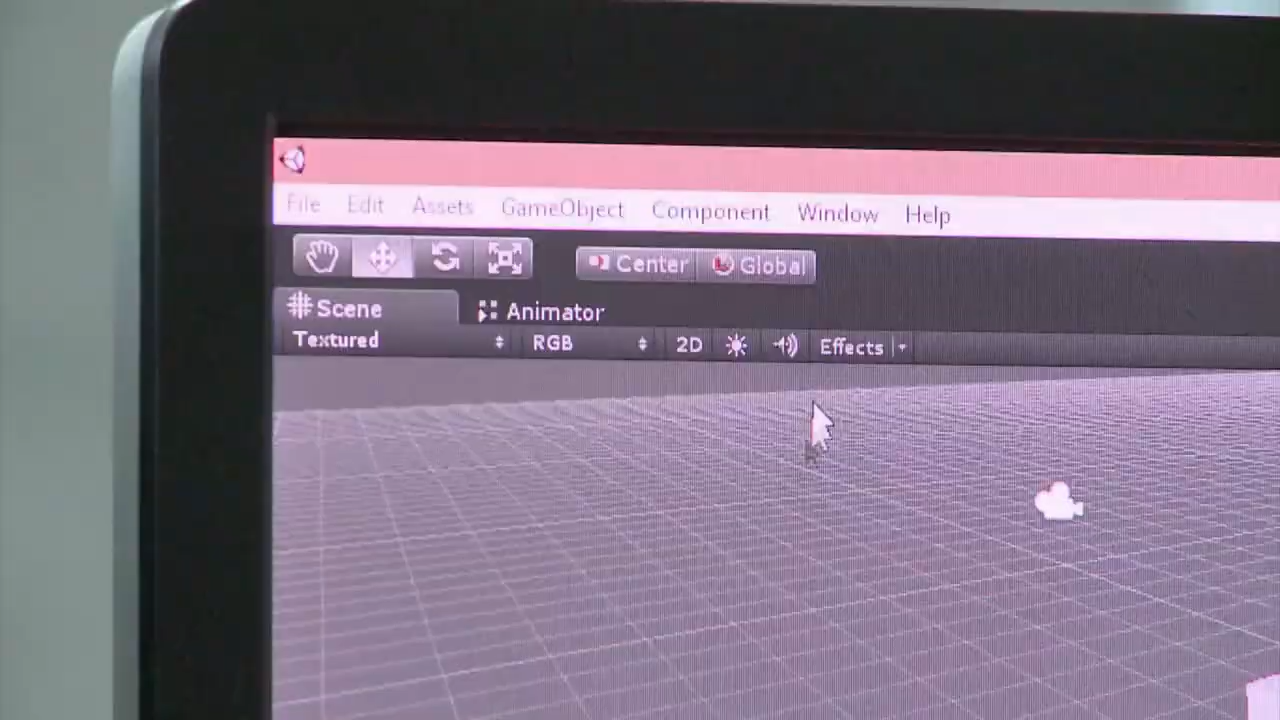 File Edit Assets GameObject Component Window Help
Center Global
Scene Animator
Textured RGB 2D Effects